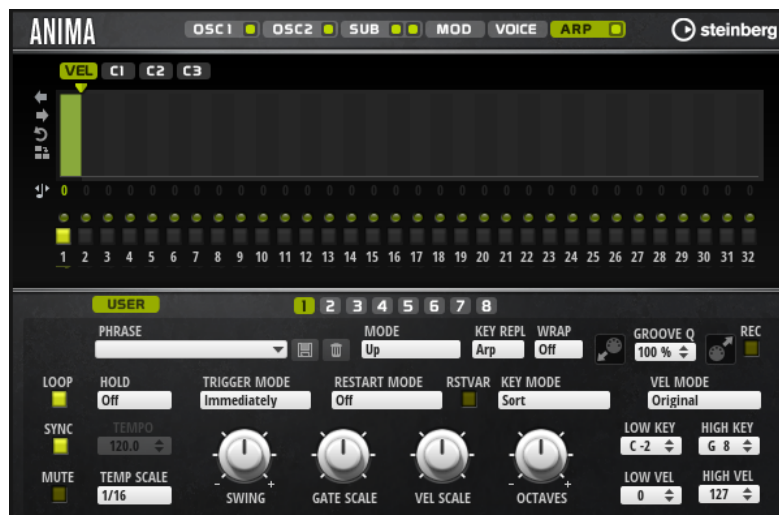 ANIMA OSC1 OSC2 SUB MOD VOICE ARP steinberg
VEL C1 C2 C3
0 0 0 0 0 0 0 0 0 0 0 0 0 0 0 0 0 0 0 0 0 0 0 0 0 0 0 0 0 0 0 0
1 2 3 4 5 6 7 8 9 10 11 12 13 14 15 16 17 18 19 20 21 22 23 24 25 26 27 28 29 30 31 32
USER 1 2 3 4 5 6 7 8
PHRASE MODE KEY REPL WRAP GROOVE Q REC
Up Arp Off 100 %
LOOP HOLD TRIGGER MODE RESTART MODE RSTVAR KEY MODE VEL MODE
Off Immediately Off Sort Original
SYNC TEMPO LOW KEY HIGH KEY
120.0 C -2 G 8
MUTE TEMP SCALE LOW VEL HIGH VEL
1/16 - + - + 0 127
SWING GATE SCALE VEL SCALE OCTAVES